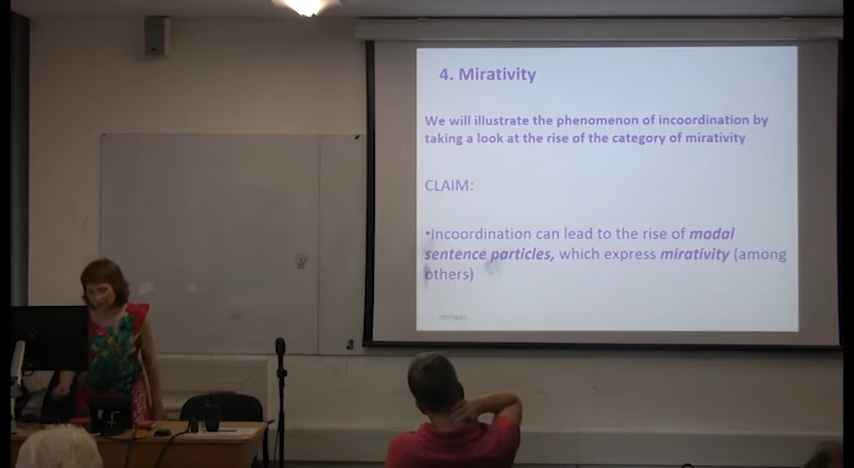 4. Mirativity
We will illustrate the phenomenon of incoordination by
taking a look at the rise of the category of mirativity
CLAIM:
•Incoordination can lead to the rise of modal
sentence particles, which express mirativity (among
others)